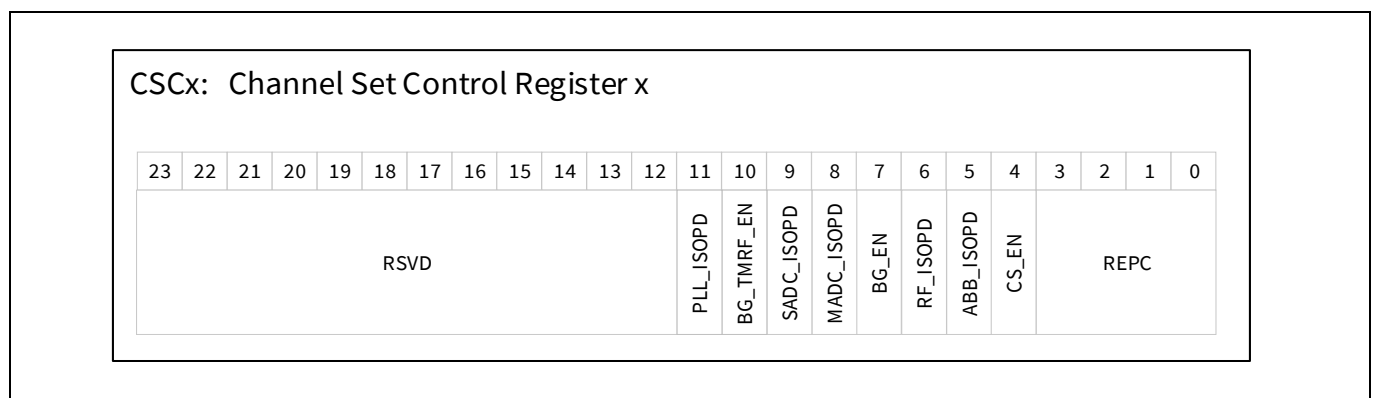 CSCx: Channel Set Control Register x
23 22 21 20 19 18 17 16 15 14 13 12 11 10 9 8 7 6 5 4 3 2 1 0
RSVD
PLL_ISOPD
BG_TMRF_EN
SADC_ISOPD
MADC_ISOPD
BG_EN
RF_ISOPD
ABB_ISOPD
CS_EN
REPC